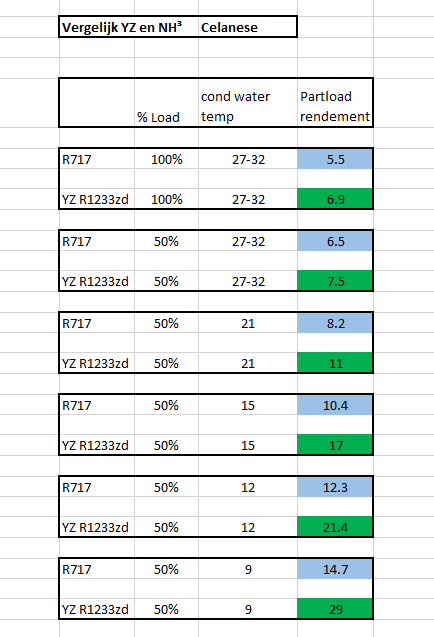 Vergelijk YZ en NH³ Celanese
% Load cond water temp Partload rendement
R717 100% 27-32 5.5
YZ R1233zd 100% 27-32 6.9
R717 50% 27-32 6.5
YZ R1233zd 50% 27-32 7.5
R717 50% 21 8.2
YZ R1233zd 50% 21 11
R717 50% 15 10.4
YZ R1233zd 50% 15 17
R717 50% 12 12.3
YZ R1233zd 50% 12 21.4
R717 50% 9 14.7
YZ R1233zd 50% 9 29